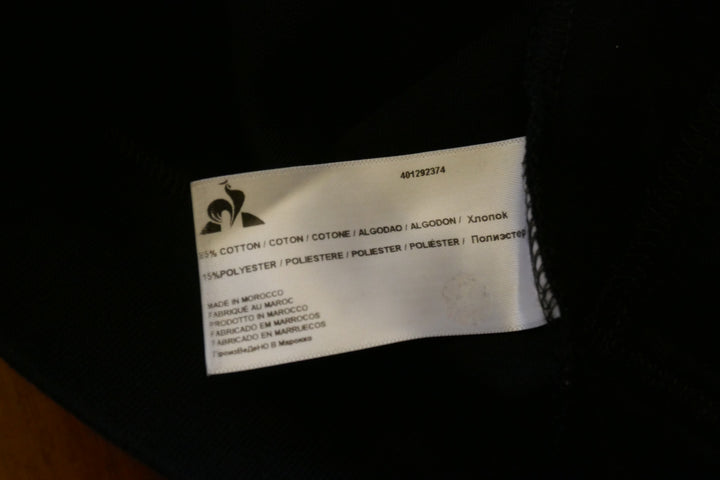 401292374
85% COTTON / COTON / COTONE / ALGODAO / ALGODON / Хлопок
15%POLYESTER / POLIESTERE / POLIESTER / POLIÉSTER / Полиэстер
MADE IN MOROCCO
FABRIQUÉ AU MAROC
PRODOTTO IN MAROCCO
FABRICADO EM MARROCOS
FABRICADO EN MARRUECOS
ПроизВеДеНО В Марокко